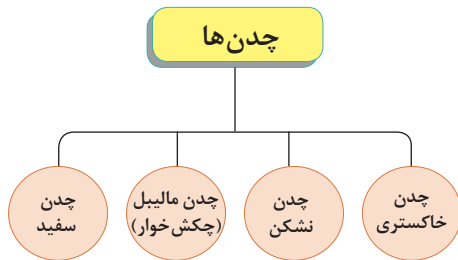 چدن‌ها
چدن
خاکستری
چدن
نشکن
چدن مالیبل
(چکش‌خوار)
چدن
سفید